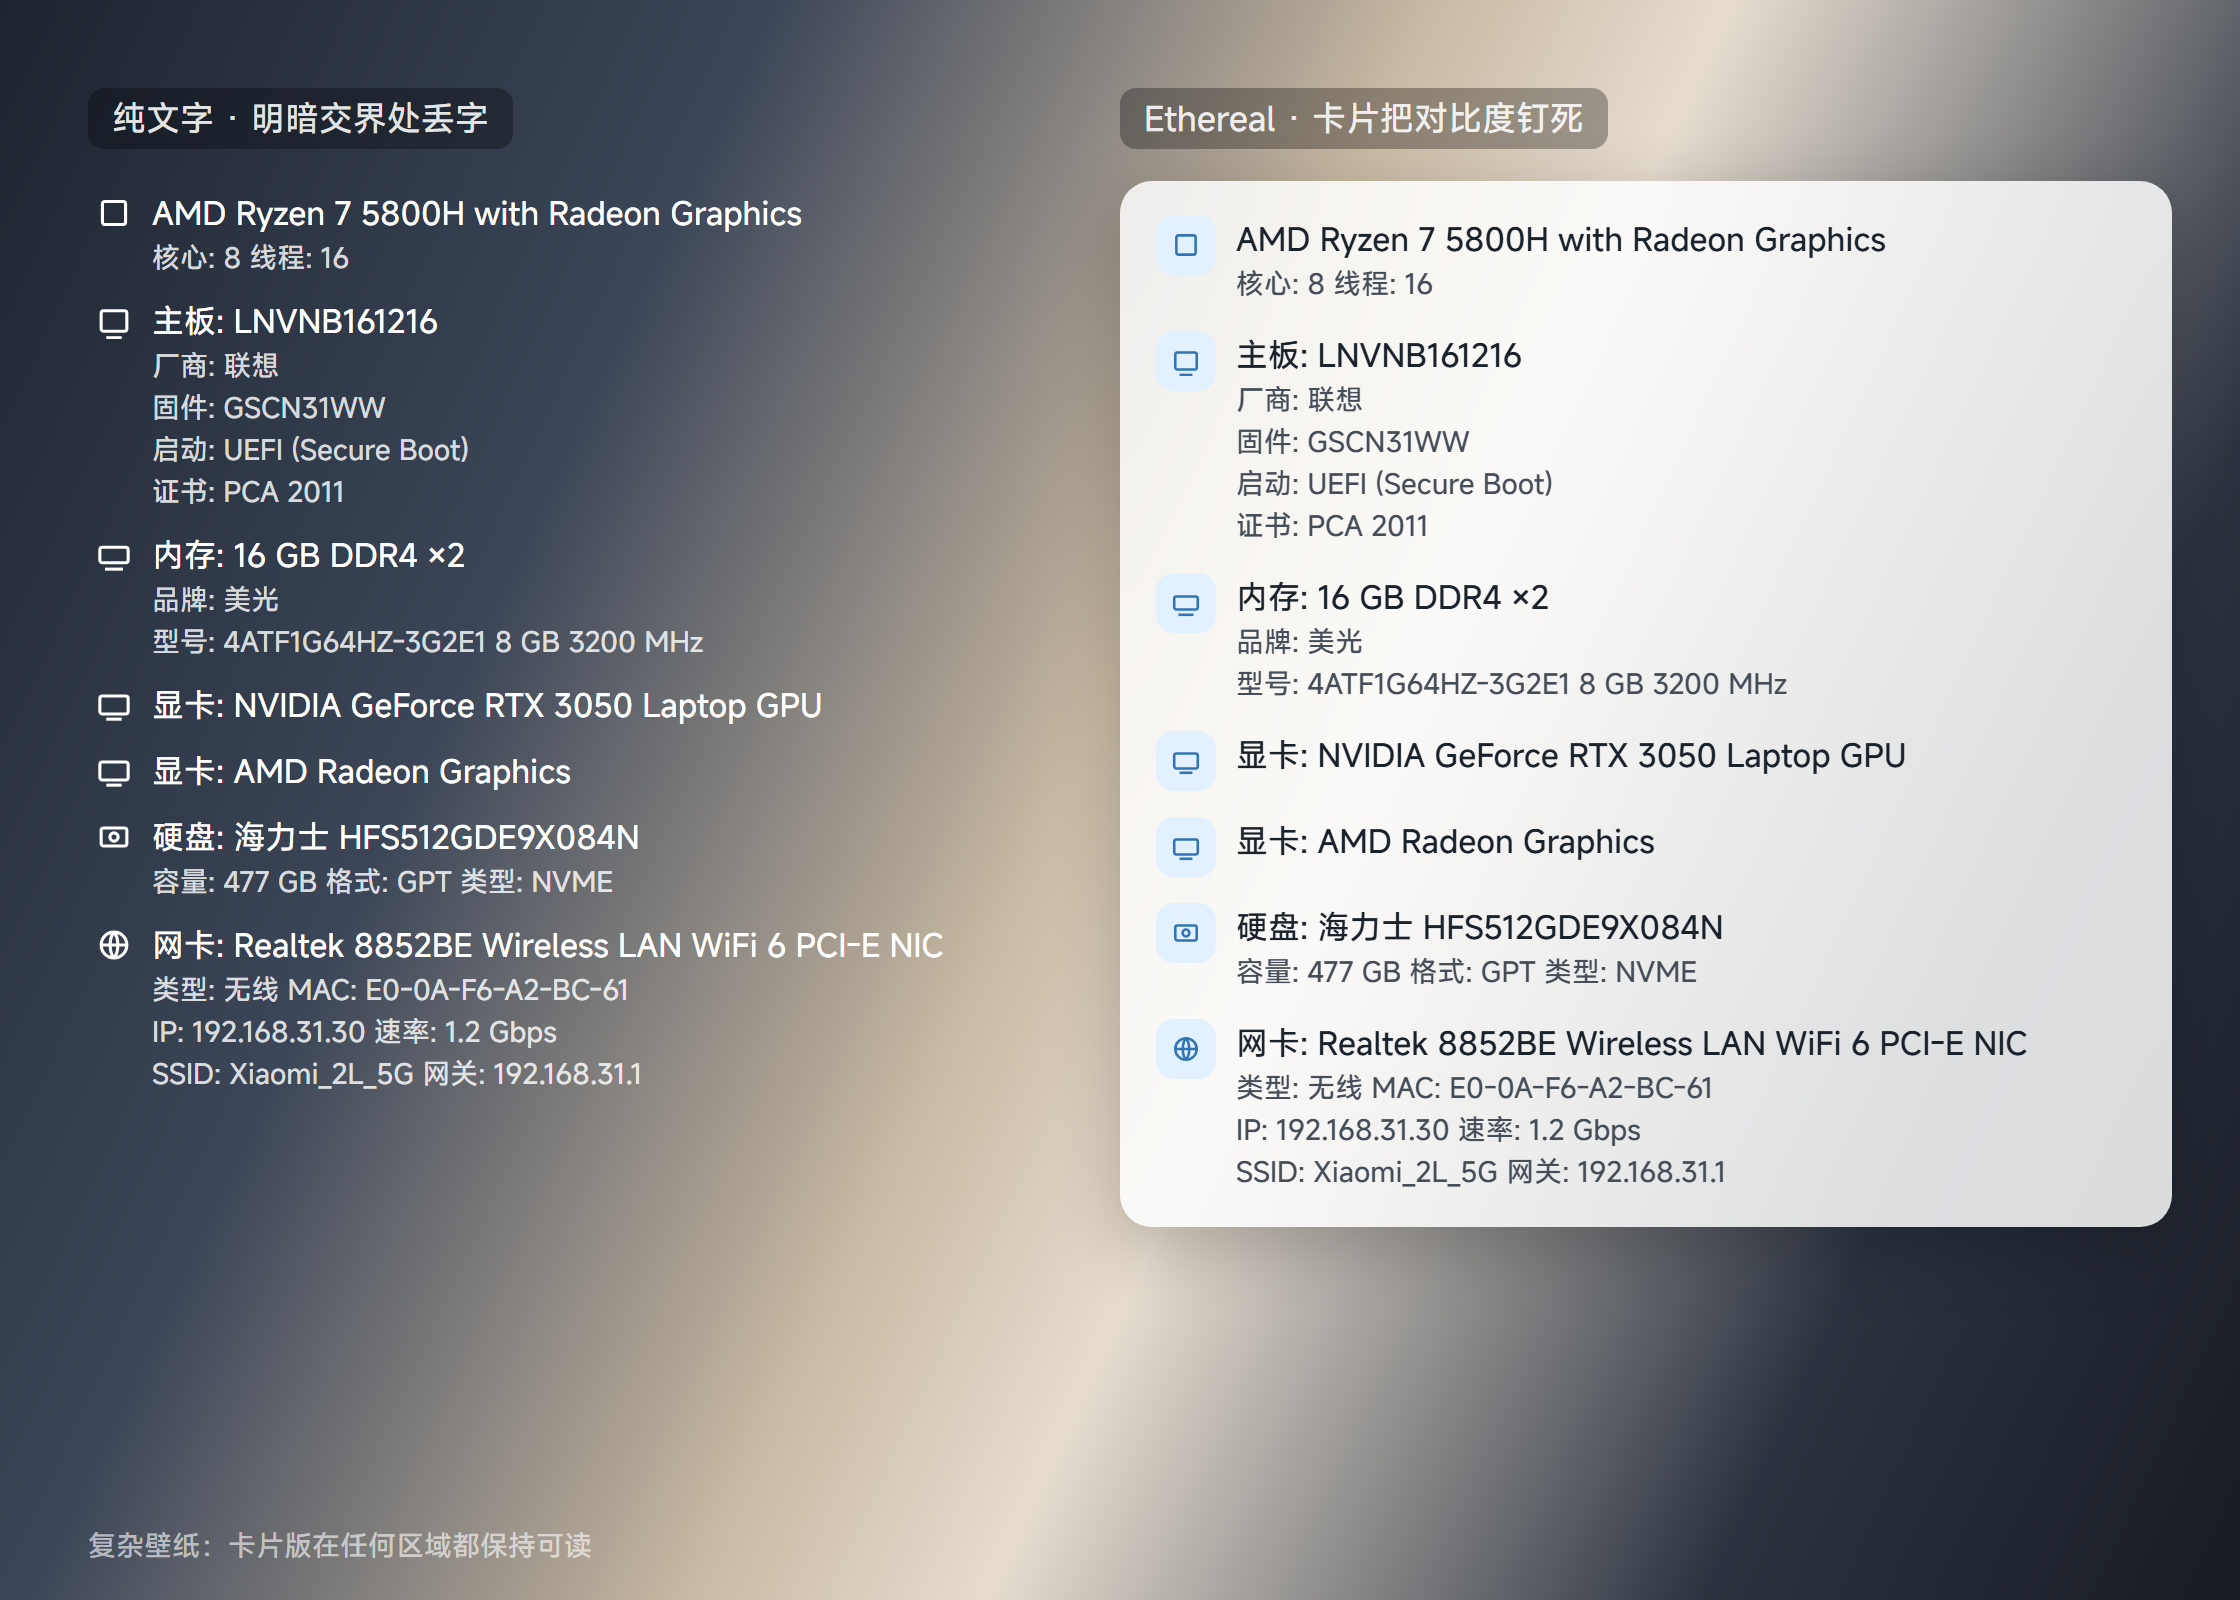 纯文字 · 明暗交界处丢字
AMD Ryzen 7 5800H with Radeon Graphics
核心: 8 线程: 16
主板: LNVNB161216
厂商: 联想
固件: GSCN31WW
启动: UEFI (Secure Boot)
证书: PCA 2011
内存: 16 GB DDR4 ×2
品牌: 美光
型号: 4ATF1G64HZ-3G2E1 8 GB 3200 MHz
显卡: NVIDIA GeForce RTX 3050 Laptop GPU
显卡: AMD Radeon Graphics
硬盘: 海力士 HFS512GDE9X084N
容量: 477 GB 格式: GPT 类型: NVME
网卡: Realtek 8852BE Wireless LAN WiFi 6 PCI-E NIC
类型: 无线 MAC: E0-0A-F6-A2-BC-61
IP: 192.168.31.30 速率: 1.2 Gbps
SSID: Xiaomi_2L_5G 网关: 192.168.31.1
Ethereal · 卡片把对比度钉死
AMD Ryzen 7 5800H with Radeon Graphics
核心: 8 线程: 16
主板: LNVNB161216
厂商: 联想
固件: GSCN31WW
启动: UEFI (Secure Boot)
证书: PCA 2011
内存: 16 GB DDR4 ×2
品牌: 美光
型号: 4ATF1G64HZ-3G2E1 8 GB 3200 MHz
显卡: NVIDIA GeForce RTX 3050 Laptop GPU
显卡: AMD Radeon Graphics
硬盘: 海力士 HFS512GDE9X084N
容量: 477 GB 格式: GPT 类型: NVME
网卡: Realtek 8852BE Wireless LAN WiFi 6 PCI-E NIC
类型: 无线 MAC: E0-0A-F6-A2-BC-61
IP: 192.168.31.30 速率: 1.2 Gbps
SSID: Xiaomi_2L_5G 网关: 192.168.31.1
复杂壁纸：卡片版在任何区域都保持可读